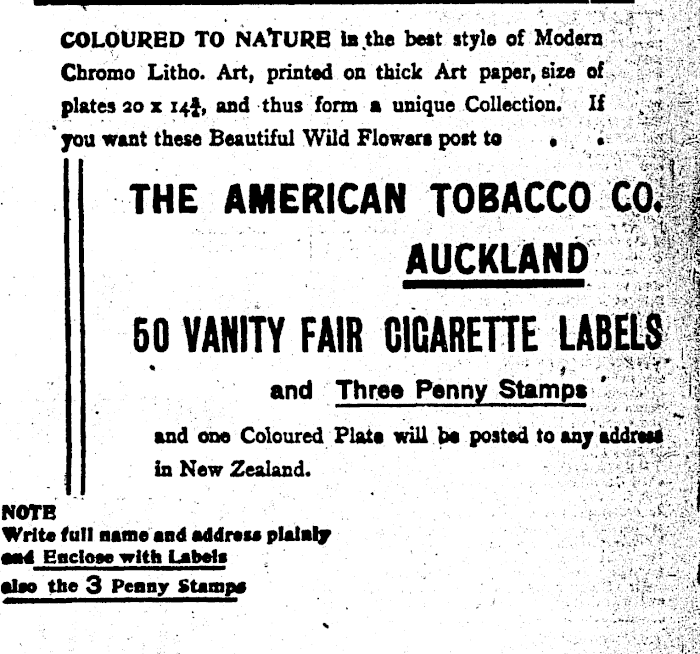 COLOURED TO NATURE in the best style of Modern
Chromo Litho. Art, printed on thick Art paper, size of
plates 20 x 14¾, and thus form a unique Collection. If
you want these Beautiful Wild Flowers post to . .
THE AMERICAN TOBACCO CO.
AUCKLAND
50 VANITY FAIR CIGARETTE LABELS
and Three Penny Stamps
and one Coloured Plate will be posted to any address
in New Zealand.
NOTE
Write full name and address plainly
and Enclose with Labels
also the 3 Penny Stamps